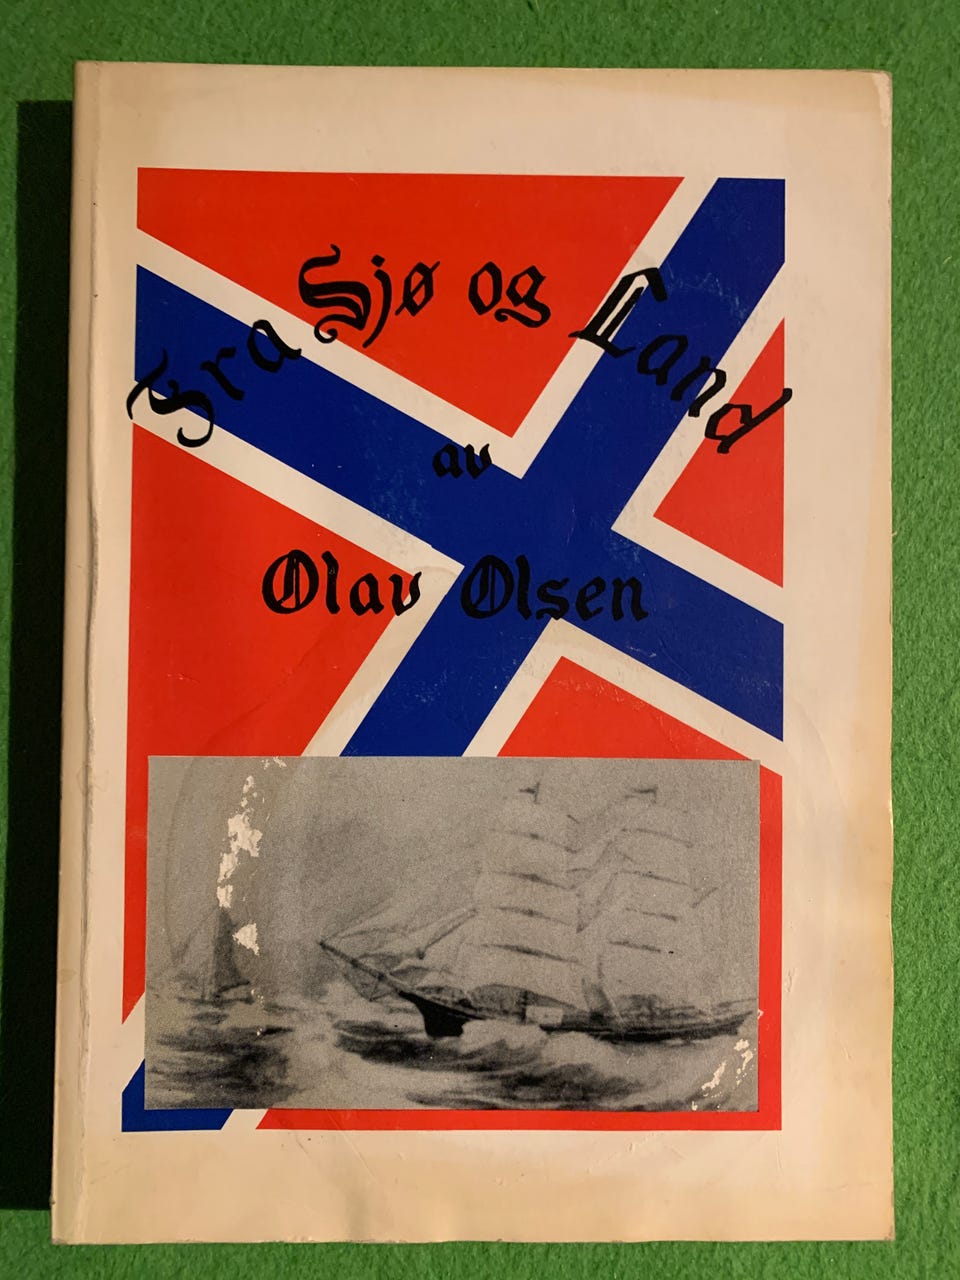 Fra Sjø og Land
av
Olav Olsen